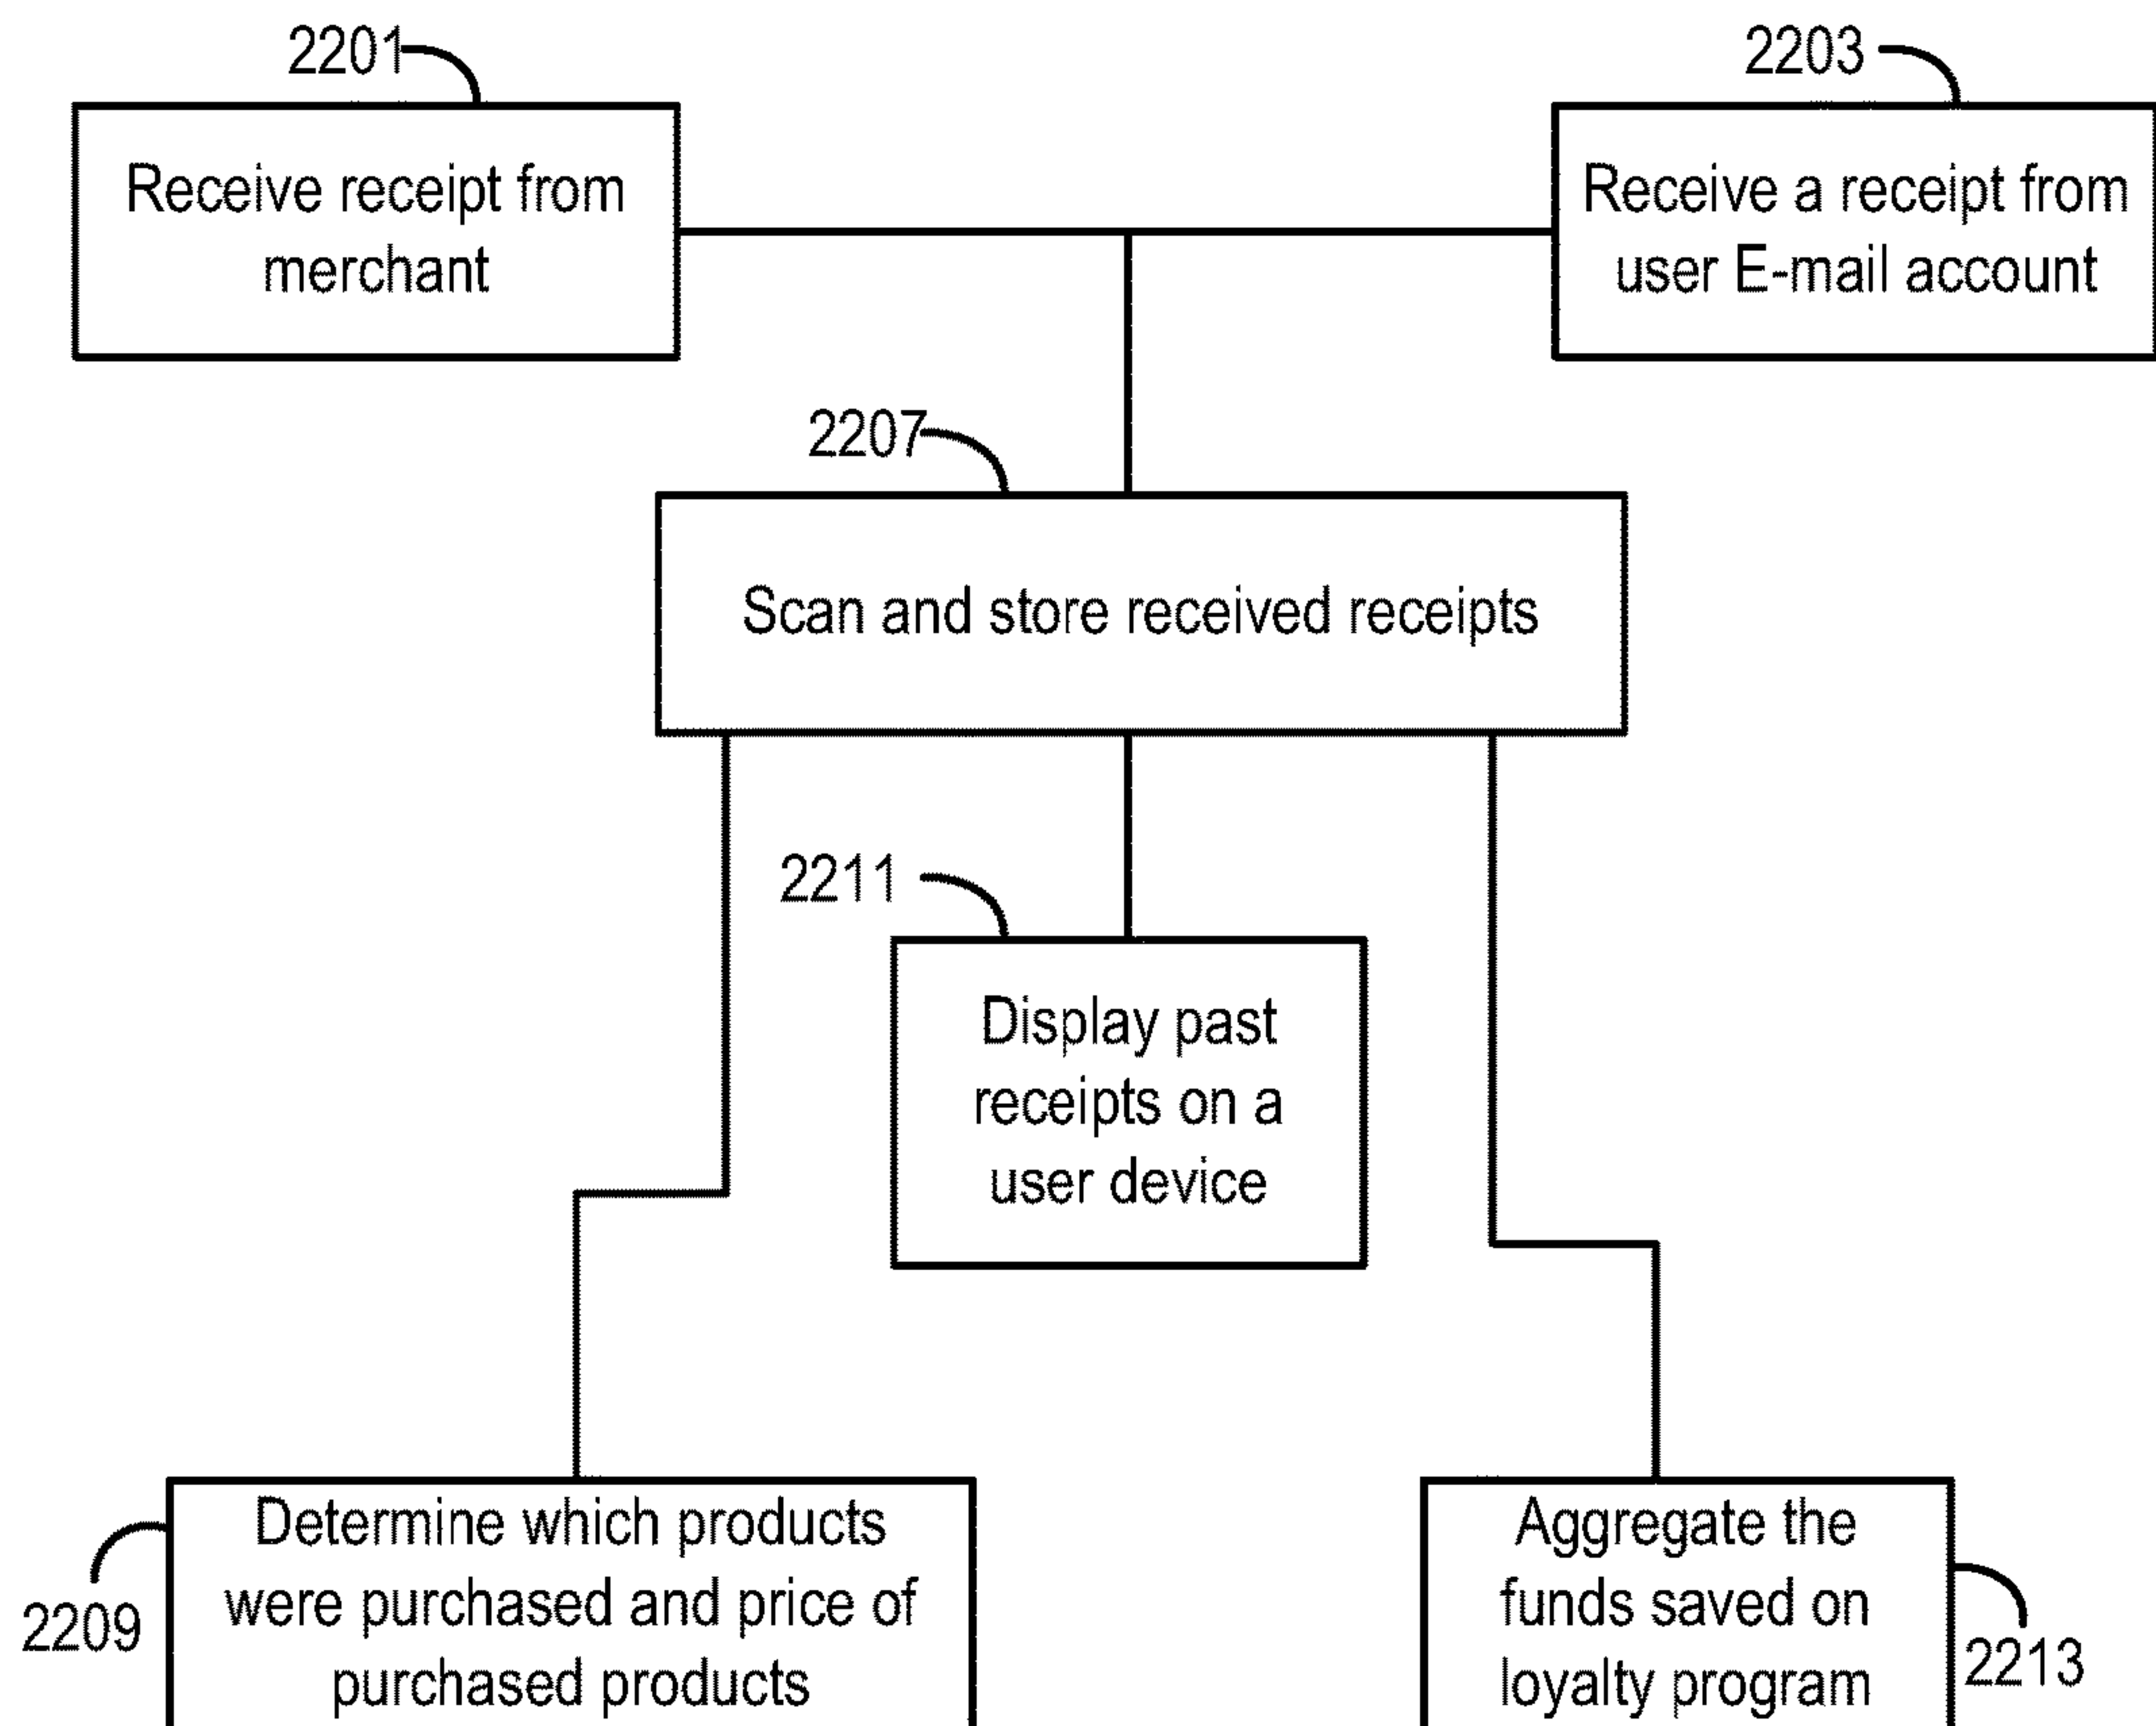 2201
2203
Receive receipt from
merchant
Receive a receipt from
user E-mail account
2207
Scan and store received receipts
2211
Display past
receipts on a
user device
Determine which products
were purchased and price of
purchased products
2209
Aggregate the
funds saved on
loyalty program
2213